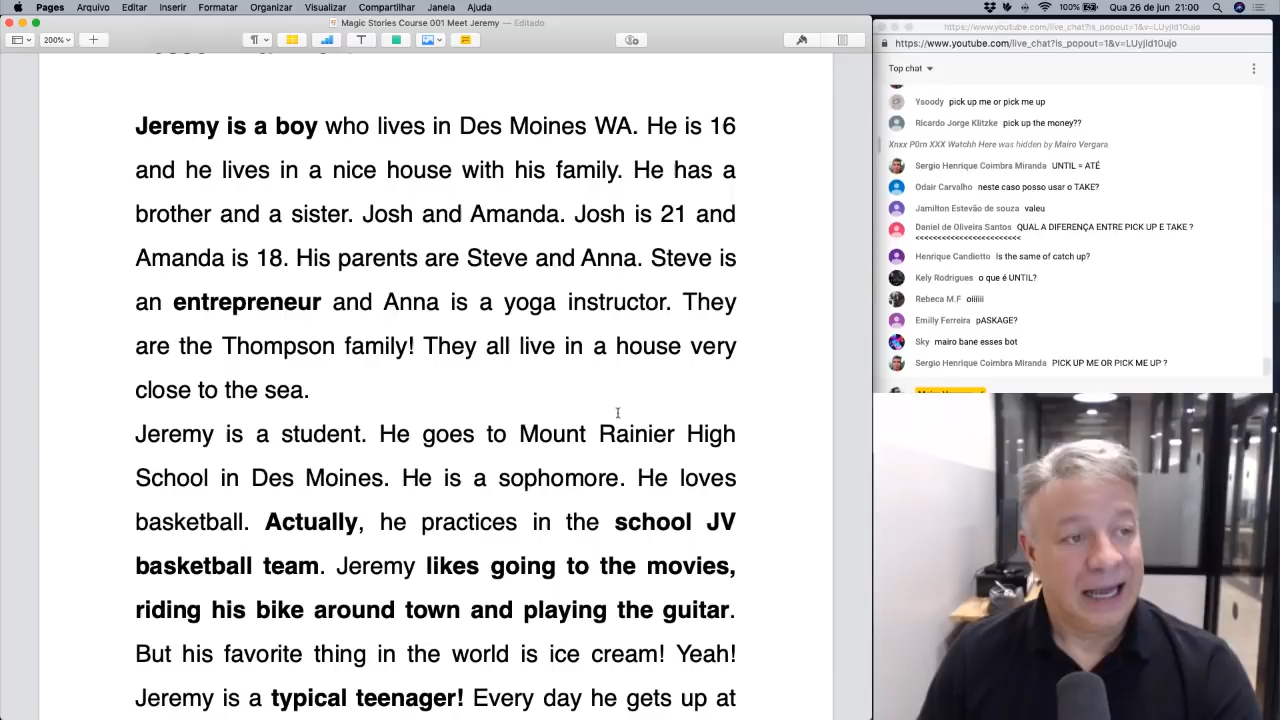 Pages Arquivo Editar Inserir Formatar Organizar Visualizar Compartilhar Janela Ajuda
100% Qua 26 de jun 21:00
Magic Stories Course 001 Meet Jeremy — Editado
200%
https://www.youtube.com/live_chat?is_popout=1&v=LUyjId10ujo
https://www.youtube.com/live_chat?is_popout=1&v=LUyjId10ujo
Top chat
Jeremy is a boy who lives in Des Moines WA. He is 16
and he lives in a nice house with his family. He has a
brother and a sister. Josh and Amanda. Josh is 21 and
Amanda is 18. His parents are Steve and Anna. Steve is
an entrepreneur and Anna is a yoga instructor. They
are the Thompson family! They all live in a house very
close to the sea.
Jeremy is a student. He goes to Mount Rainier High
School in Des Moines. He is a sophomore. He loves
basketball. Actually, he practices in the school JV
basketball team. Jeremy likes going to the movies,
riding his bike around town and playing the guitar.
But his favorite thing in the world is ice cream! Yeah!
Jeremy is a typical teenager! Every day he gets up at
Ysoody pick up me or pick me up
Ricardo Jorge Klitzke pick up the money??
Xnxx P0rn XXX Watchh Here was hidden by Mairo Vergara
Sergio Henrique Coimbra Miranda UNTIL = ATÉ
Odair Carvalho neste caso posso usar o TAKE?
Jamilton Estevão de souza valeu
Daniel de Oliveira Santos QUAL A DIFERENÇA ENTRE PICK UP E TAKE ?
<<<<<<<<<<<<<<<<<<<<<<<
Henrique Candiotto Is the same of catch up?
Kely Rodrigues o que é UNTIL?
Rebeca M.F oiiiiii
Emilly Ferreira pASKAGE?
Sky mairo bane esses bot
Sergio Henrique Coimbra Miranda PICK UP ME OR PICK ME UP ?